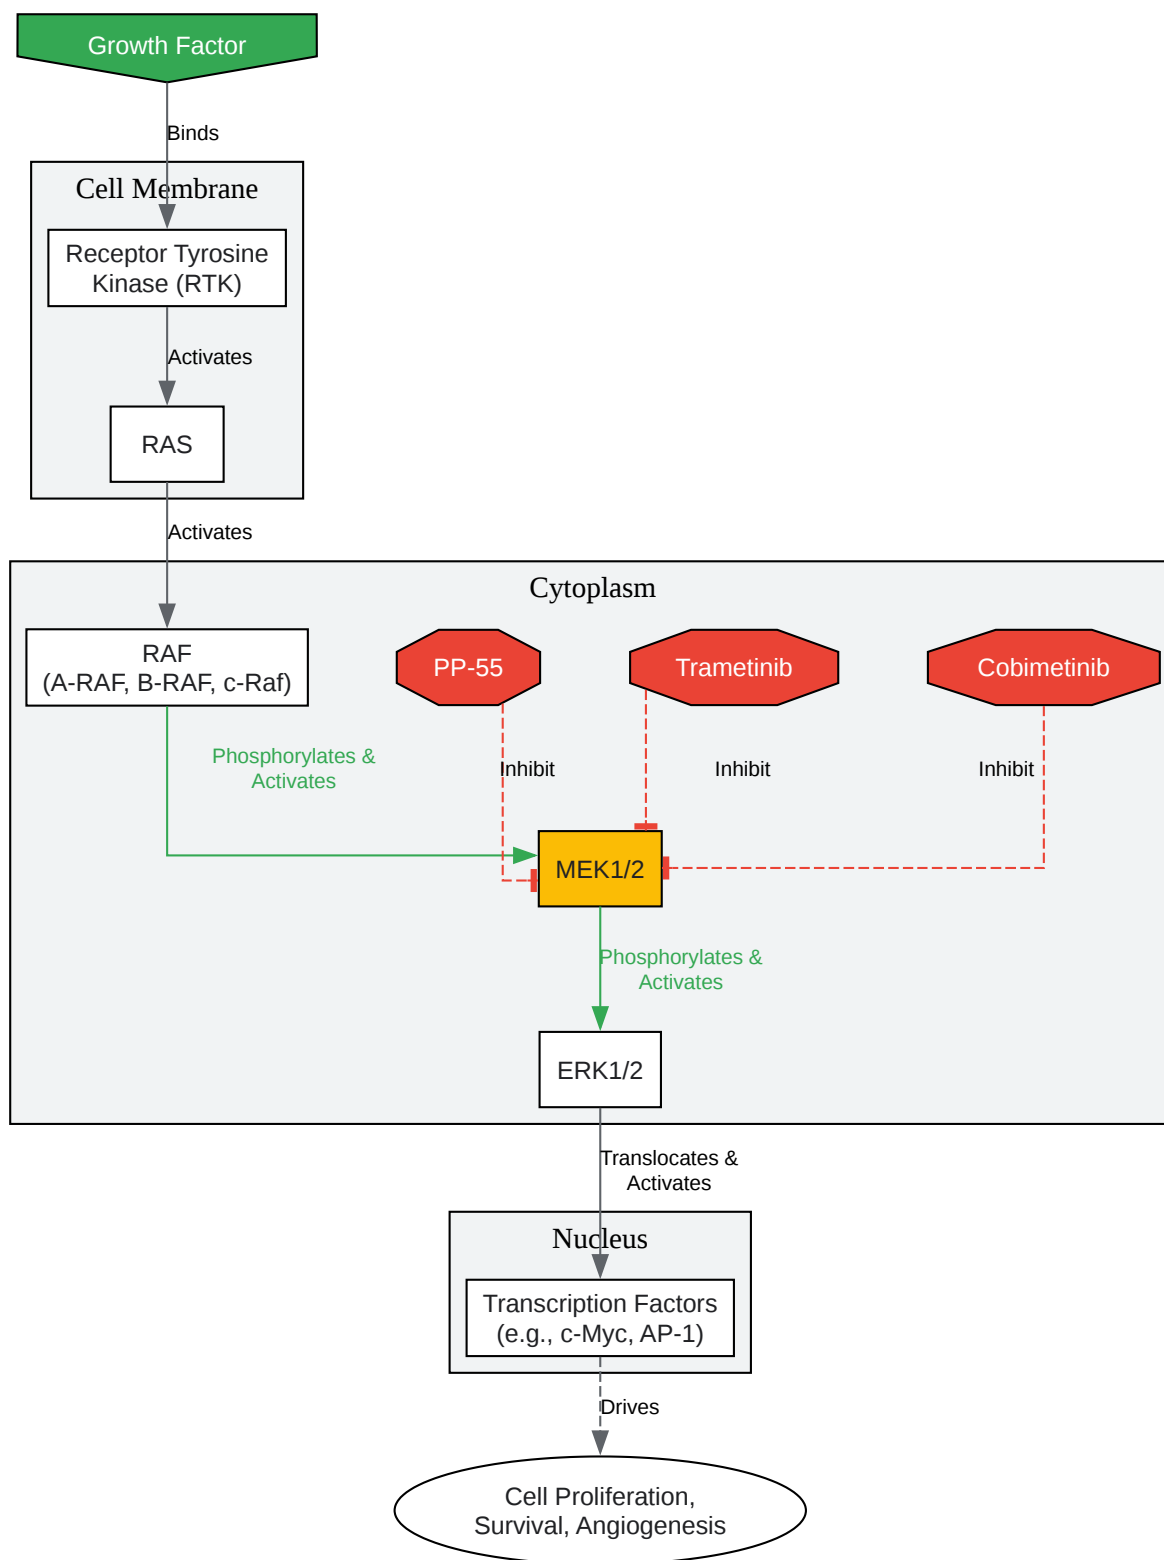 Growth Factor
Binds
Cell Membrane
Receptor Tyrosine
Kinase (RTK)
Activates
RAS
Activates
Cytoplasm
RAF
(A-RAF, B-RAF, c-Raf)
PP-55
Trametinib
Cobimetinib
Phosphorylates &
Activates
Inhibit
Inhibit
Inhibit
MEK1/2
Phosphorylates &
Activates
ERK1/2
Translocates &
Activates
Nucleus
Transcription Factors
(e.g., c-Myc, AP-1)
Drives
Cell Proliferation,
Survival, Angiogenesis